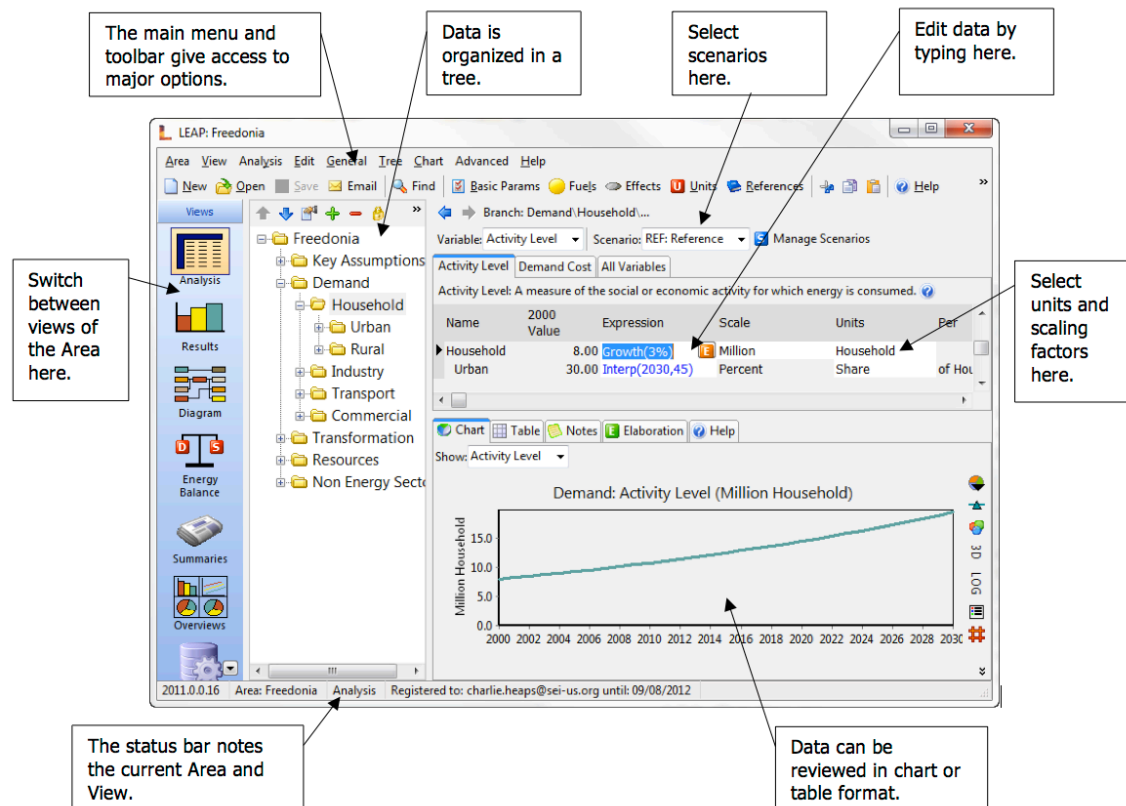 The main menu and
toolbar give access to
major options.
Data is
organized in a
tree.
Select
scenarios
here.
Edit data by
typing here.
LEAP: Freedonia
Area View Analysis Edit General Tree Chart Advanced Help
New Open Save Email Find Basic Params Fuels Effects Units References Help »
Views
»
Branch: Demand\Household\...
Variable: Activity Level Scenario: REF: Reference Manage Scenarios
Activity Level Demand Cost All Variables
Activity Level: A measure of the social or economic activity for which energy is consumed.
Name 2000 Value Expression Scale Units Per
Household 8.00 Growth(3%) E Million Household
Urban 30.00 Interp(2030,45) Percent Share of Hou
Freedonia
Key Assumptions
Demand
Household
Urban
Rural
Industry
Transport
Commercial
Transformation
Resources
Non Energy Secto
Analysis
Results
Diagram
D S
Energy
Balance
Summaries
Overviews
Switch
between
views of
the Area
here.
Select
units and
scaling
factors
here.
Chart Table Notes Elaboration Help
Show: Activity Level
Demand: Activity Level (Million Household)
Million Household
15.0
10.0
5.0
0.0
2000 2002 2004 2006 2008 2010 2012 2014 2016 2018 2020 2022 2024 2026 2028 2030
3D
LOG
2011.0.0.16 Area: Freedonia Analysis Registered to: charlie.heaps@sei-us.org until: 09/08/2012
The status bar notes
the current Area and
View.
Data can be
reviewed in chart or
table format.